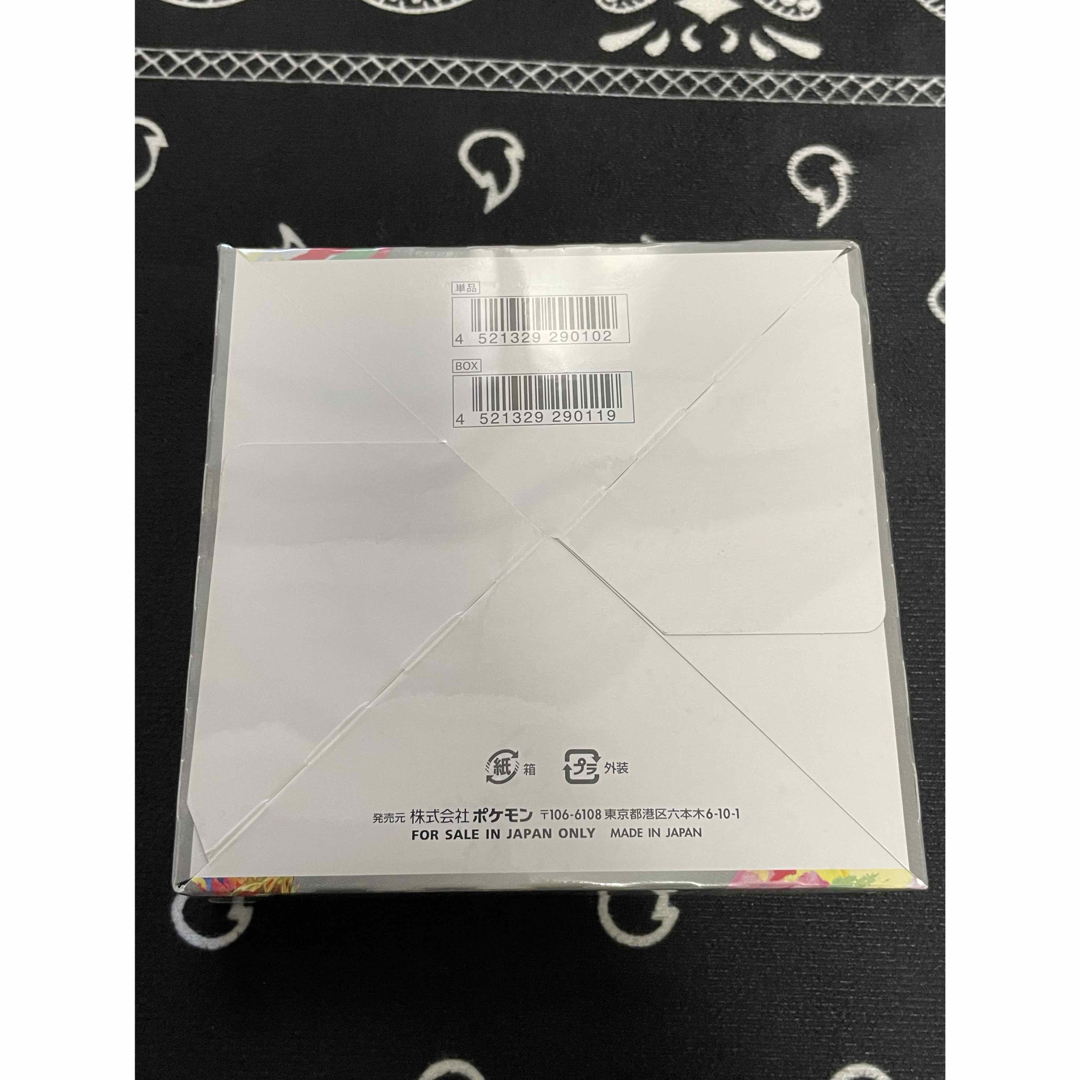 単品
4 521329 290102
BOX
4 521329 290119
紙 箱 プラ 外装
発売元 株式会社 ポケモン 〒106-6108 東京都港区六本木6-10-1
FOR SALE IN JAPAN ONLY MADE IN JAPAN